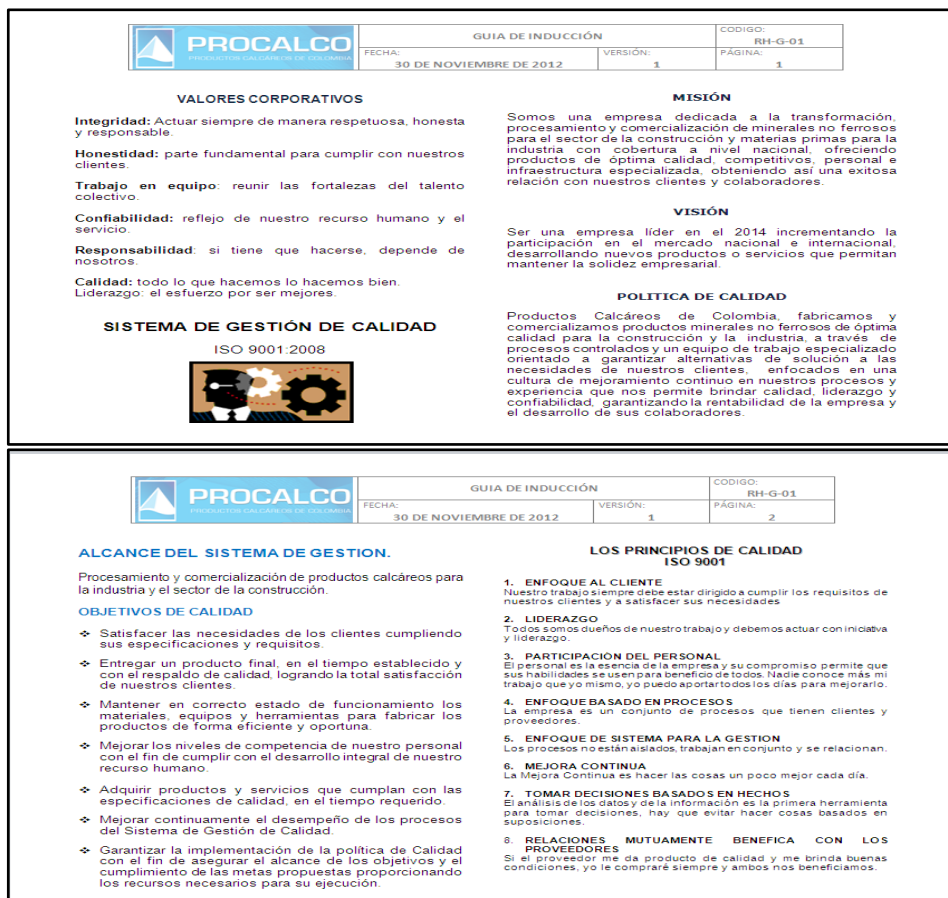 PROCALCO
PRODUCTOS CALCÁREOS DE COLOMBIA
GUIA DE INDUCCIÓN
CODIGO:
RH-G-01
FECHA:
30 DE NOVIEMBRE DE 2012
VERSIÓN:
1
PÁGINA:
1
VALORES CORPORATIVOS
Integridad: Actuar siempre de manera respetuosa, honesta
y responsable.
Honestidad: parte fundamental para cumplir con nuestros
clientes.
Trabajo en equipo: reunir las fortalezas del talento
colectivo.
Confiabilidad: reflejo de nuestro recurso humano y el
servicio.
Responsabilidad: si tiene que hacerse, depende de
nosotros.
Calidad: todo lo que hacemos lo hacemos bien.
Liderazgo: el esfuerzo por ser mejores.
SISTEMA DE GESTIÓN DE CALIDAD
ISO 9001:2008
MISIÓN
Somos una empresa dedicada a la transformación,
procesamiento y comercialización de minerales no ferrosos
para el sector de la construcción y materias primas para la
industria con cobertura a nivel nacional, ofreciendo
productos de óptima calidad, competitivos, personal e
infraestructura especializada, obteniendo así una exitosa
relación con nuestros clientes y colaboradores.
VISIÓN
Ser una empresa líder en el 2014 incrementando la
participación en el mercado nacional e internacional,
desarrollando nuevos productos o servicios que permitan
mantener la solidez empresarial.
POLITICA DE CALIDAD
Productos Calcáreos de Colombia, fabricamos y
comercializamos productos minerales no ferrosos de óptima
calidad para la construcción y la industria, a través de
procesos controlados y un equipo de trabajo especializado
orientado a garantizar alternativas de solución a las
necesidades de nuestros clientes, enfocados en una
cultura de mejoramiento continuo en nuestros procesos y
experiencia que nos permite brindar calidad, liderazgo y
confiabilidad, garantizando la rentabilidad de la empresa y
el desarrollo de sus colaboradores.
PROCALCO
PRODUCTOS CALCÁREOS DE COLOMBIA
GUIA DE INDUCCIÓN
CODIGO:
RH-G-01
FECHA:
30 DE NOVIEMBRE DE 2012
VERSIÓN:
1
PÁGINA:
2
ALCANCE DEL SISTEMA DE GESTION.
Procesamiento y comercialización de productos calcáreos para
la industria y el sector de la construcción.
OBJETIVOS DE CALIDAD
❖ Satisfacer las necesidades de los clientes cumpliendo
sus especificaciones y requisitos.
❖ Entregar un producto final, en el tiempo establecido y
con el respaldo de calidad, logrando la total satisfacción
de nuestros clientes.
❖ Mantener en correcto estado de funcionamiento los
materiales, equipos y herramientas para fabricar los
productos de forma eficiente y oportuna.
❖ Mejorar los niveles de competencia de nuestro personal
con el fin de cumplir con el desarrollo integral de nuestro
recurso humano.
❖ Adquirir productos y servicios que cumplan con las
especificaciones de calidad, en el tiempo requerido.
❖ Mejorar continuamente el desempeño de los procesos
del Sistema de Gestión de Calidad.
❖ Garantizar la implementación de la política de Calidad
con el fin de asegurar el alcance de los objetivos y el
cumplimiento de las metas propuestas proporcionando
los recursos necesarios para su ejecución.
LOS PRINCIPIOS DE CALIDAD
ISO 9001
1. ENFOQUE AL CLIENTE
Nuestro trabajo siempre debe estar dirigido a cumplir los requisitos de
nuestros clientes y a satisfacer sus necesidades
2. LIDERAZGO
Todos somos dueños de nuestro trabajo y debemos actuar con iniciativa
y liderazgo.
3. PARTICIPACIÓN DEL PERSONAL
El personal es la esencia de la empresa y su compromiso permite que
sus habilidades se usen para beneficio de todos. Nadie conoce más mi
trabajo que yo mismo, yo puedo aportar todos los días para mejorarlo.
4. ENFOQUE BASADO EN PROCESOS
La empresa es un conjunto de procesos que tienen clientes y
proveedores.
5. ENFOQUE DE SISTEMA PARA LA GESTION
Los procesos no están aislados, trabajan en conjunto y se relacionan.
6. MEJORA CONTINUA
La Mejora Continua es hacer las cosas un poco mejor cada día.
7. TOMAR DECISIONES BASADOS EN HECHOS
El análisis de los datos y de la información es la primera herramienta
para tomar decisiones, hay que evitar hacer cosas basados en
suposiciones.
8. RELACIONES MUTUAMENTE BENEFICA CON LOS
PROVEEDORES
Si el proveedor me da producto de calidad y me brinda buenas
condiciones, yo le compraré siempre y ambos nos beneficiamos.